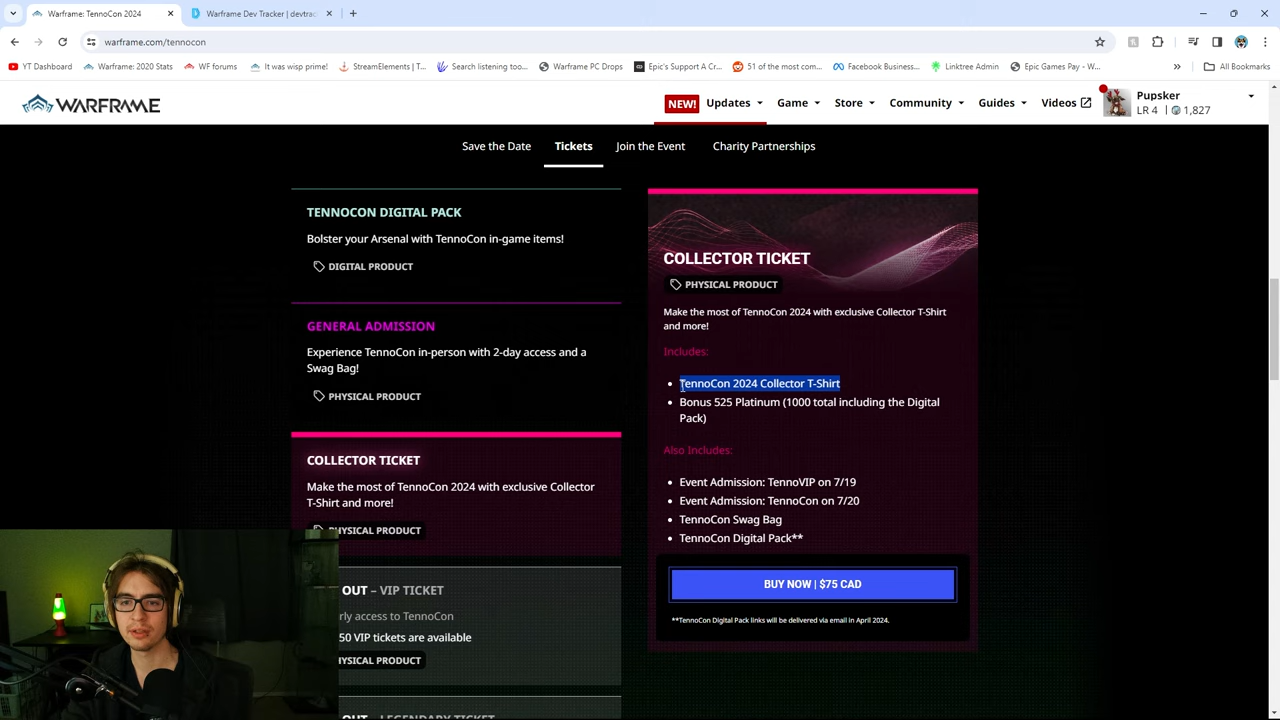 Warframe: TennoCon 2024
Warframe Dev Tracker | devtrac
warframe.com/tennocon
YT Dashboard
Warframe: 2020 Stats
WF forums
It was wisp prime!
StreamElements | T...
Search listening too...
Warframe PC Drops
Epic's Support A Cr...
51 of the most com...
Facebook Business...
Linktree Admin
Epic Games Pay - W...
All Bookmarks
WARFRAME
NEW! Updates
Game
Store
Community
Guides
Videos
Pupsker
LR 4 | 1,827
Save the Date
Tickets
Join the Event
Charity Partnerships
TENNOCON DIGITAL PACK
Bolster your Arsenal with TennoCon in-game items!
DIGITAL PRODUCT
GENERAL ADMISSION
Experience TennoCon in-person with 2-day access and a
Swag Bag!
PHYSICAL PRODUCT
COLLECTOR TICKET
Make the most of TennoCon 2024 with exclusive Collector
T-Shirt and more!
PHYSICAL PRODUCT
OUT – VIP TICKET
rly access to TennoCon
50 VIP tickets are available
HYSICAL PRODUCT
OUT – LEGENDARY TICKET
COLLECTOR TICKET
PHYSICAL PRODUCT
Make the most of TennoCon 2024 with exclusive Collector T-Shirt
and more!
Includes:
TennoCon 2024 Collector T-Shirt
Bonus 525 Platinum (1000 total including the Digital
Pack)
Also Includes:
Event Admission: TennoVIP on 7/19
Event Admission: TennoCon on 7/20
TennoCon Swag Bag
TennoCon Digital Pack**
BUY NOW | $75 CAD
**TennoCon Digital Pack links will be delivered via email in April 2024.